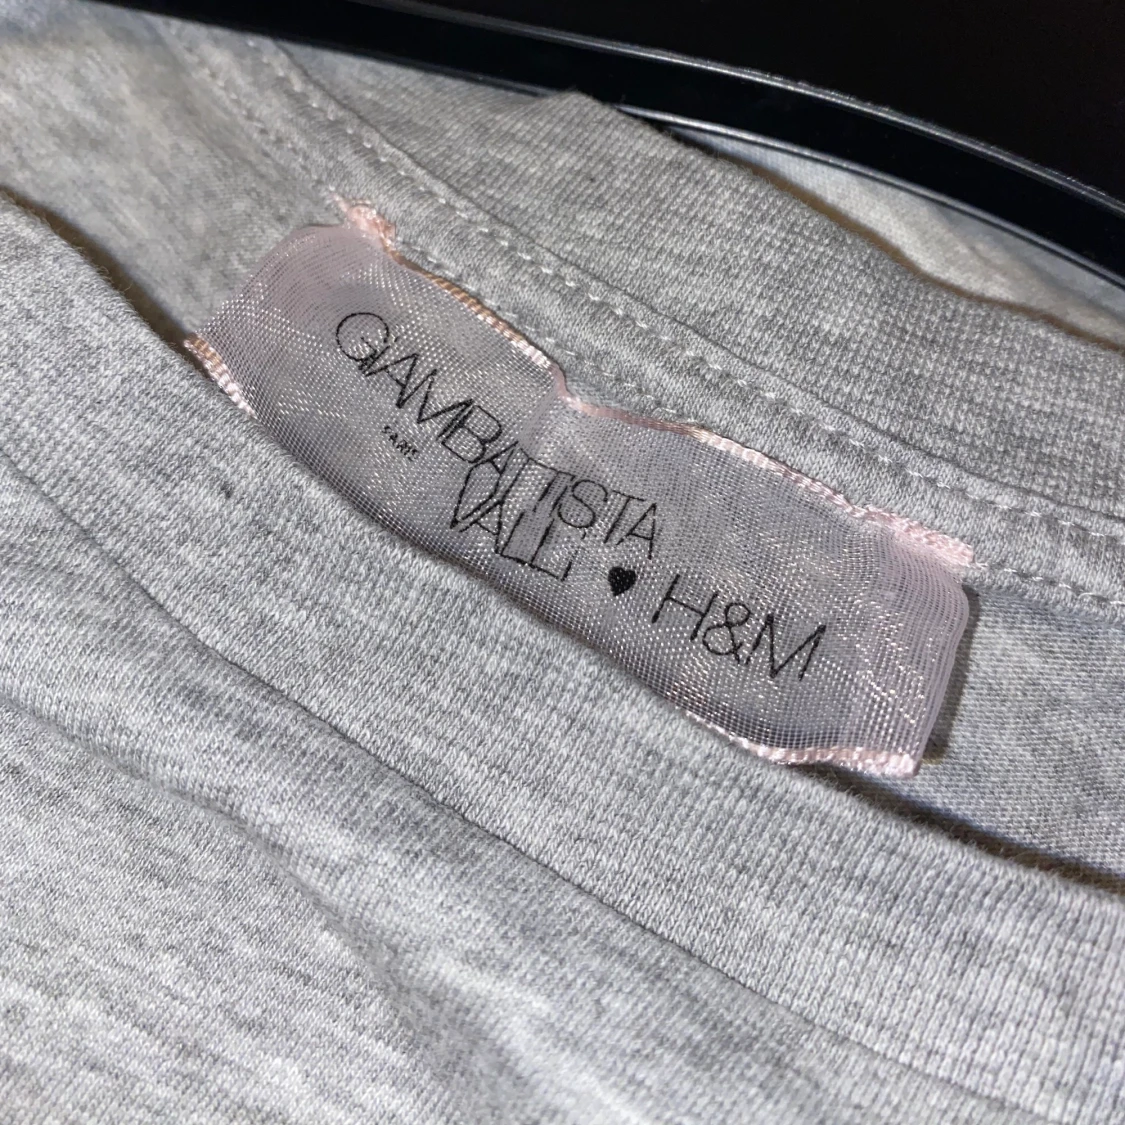 GIAMBATTISTA
PARIS
VALLI ♥ H&M